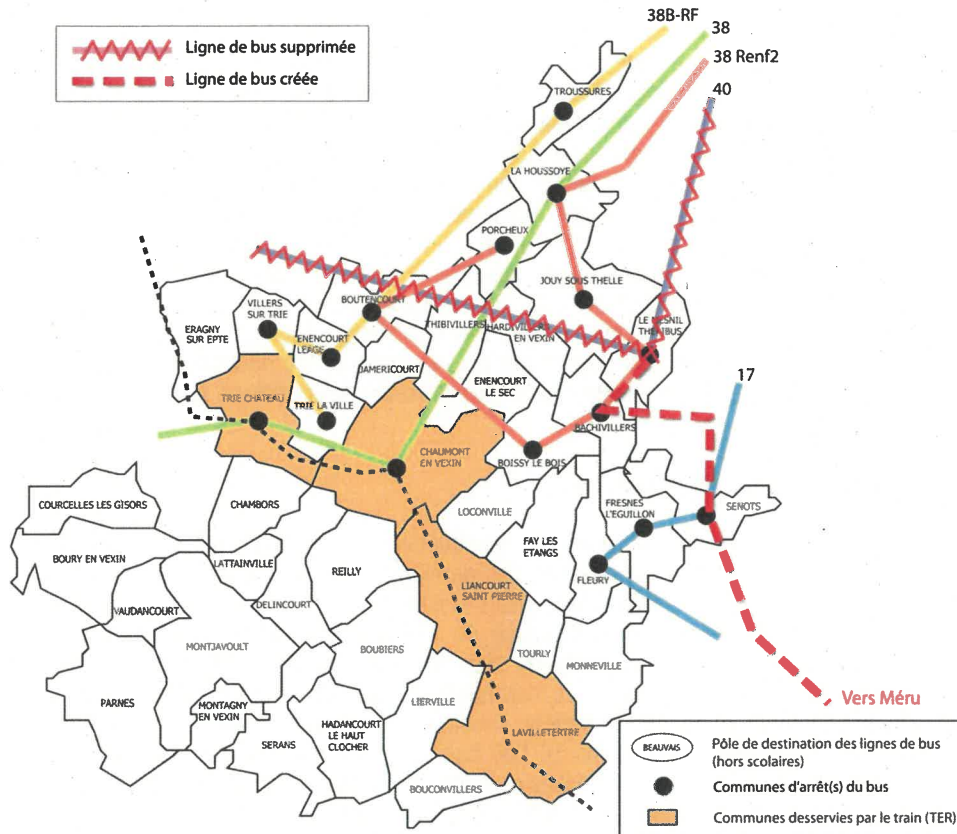 38B-RF
38
38 Renf2
40
Ligne de bus supprimée
Ligne de bus créée
TROUSSURES
LA HOUSSOYE
PORCHEUX
JOUY SOUS THELLE
VILLERS
SUR TRIE
BOUTENCOURT
THIBIVILLERS
HARDIVILLERS
EN VEXIN
LE MESNIL
THERIBUS
ERAGNY
SUR EPTE
ENENCOURT
LEAGE
JAMERICOURT
ENENCOURT
LE SEC
17
TRIE CHATEAU
TRIE LA VILLE
BACHIVILLERS
CHAUMONT
EN VEXIN
BOISSY LE BOIS
COURCELLES LES GISORS
CHAMBORS
LOCONVILLE
FRESNES
L'EGUILLON
SENOTS
BOURY EN VEXIN
LATTAINVILLE
REILLY
FAY LES
ETANGS
FLEURY
VAUDANCOURT
DELINCOURT
LIANCOURT
SAINT PIERRE
MONTJAVOULT
BOUBIERS
TOURLY
MONNEVILLE
PARNES
MONTAGNY
EN VEXIN
LIERVILLE
Vers Méru
SERANS
HADANCOURT
LE HAUT
CLOCHER
LAVILLETERTRE
BOUCONVILLERS
BEAUVAIS
Pôle de destination des lignes de bus
(hors scolaires)
Communes d'arrêt(s) du bus
Communes desservies par le train (TER)